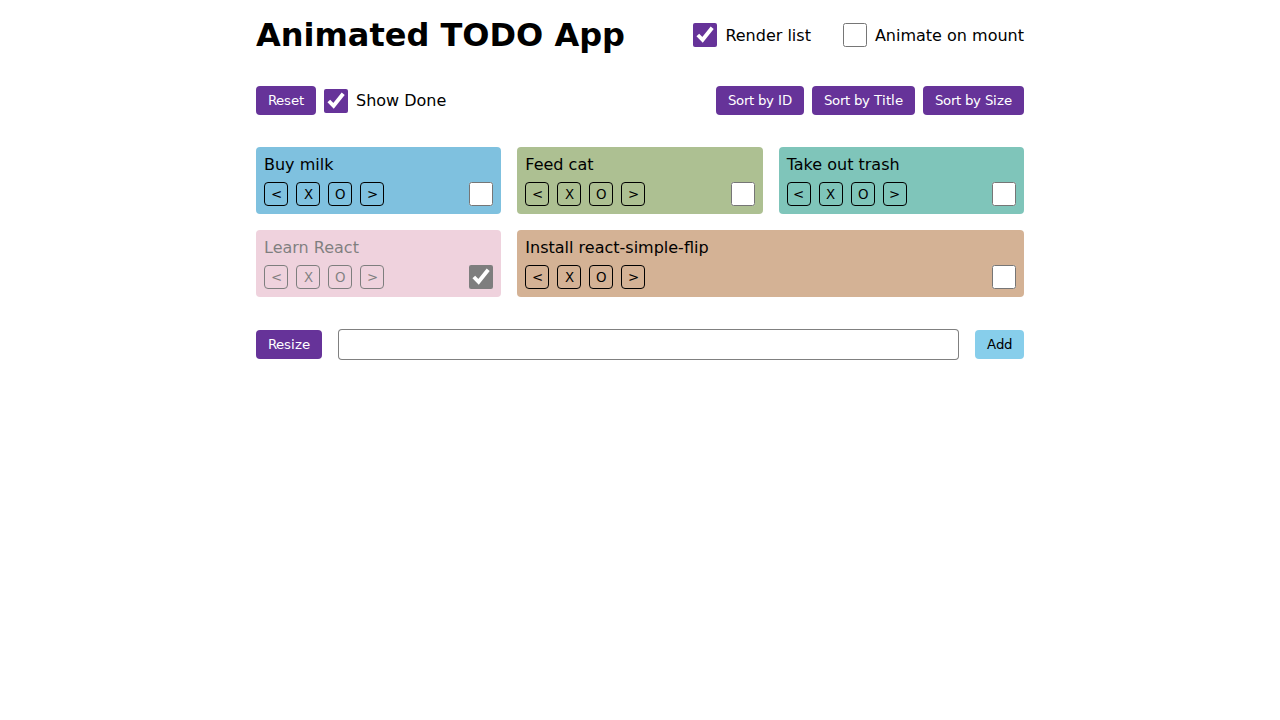 Animated TODO App Render list Animate on mount
Reset Show Done Sort by ID Sort by Title Sort by Size
Buy milk Feed cat Take out trash
< X O > < X O > < X O >
Learn React Install react-simple-flip
< X O > < X O >
Resize Add